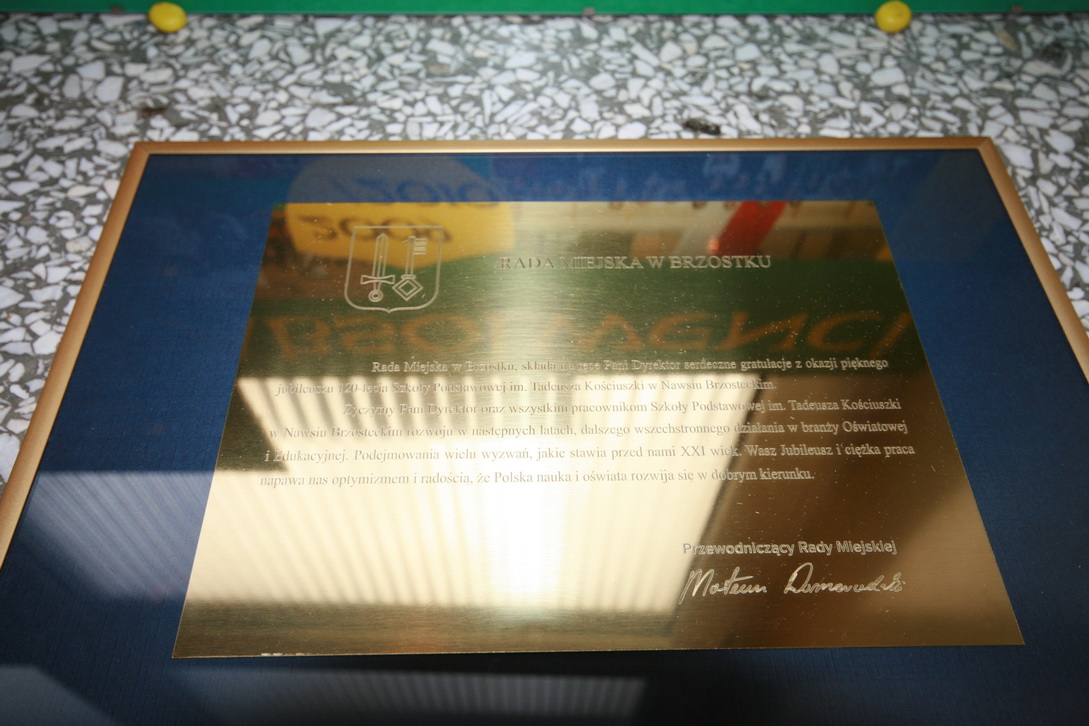 RADA MIEJSKA W BRZOSTKU
Rada Miejska w Brzostku, składa na ręce Pani Dyrektor serdeczne gratulacje z okazji pięknego
jubileuszu 120-lecia Szkoły Podstawowej im. Tadeusza Kościuszki w Nawsiu Brzosteckim.
Życzymy Pani Dyrektor oraz wszystkim pracownikom Szkoły Podstawowej im. Tadeusza Kościuszki
w Nawsiu Brzosteckim rozwoju w następnych latach, dalszego wszechstronnego działania w branży Oświatowej
i Edukacyjnej. Podejmowania wielu wyzwań, jakie stawia przed nami XXI wiek. Wasz Jubileusz i ciężka praca
napawa nas optymizmem i radością, że Polska nauka i oświata rozwija się w dobrym kierunku.
Przewodniczący Rady Miejskiej
Mateusz